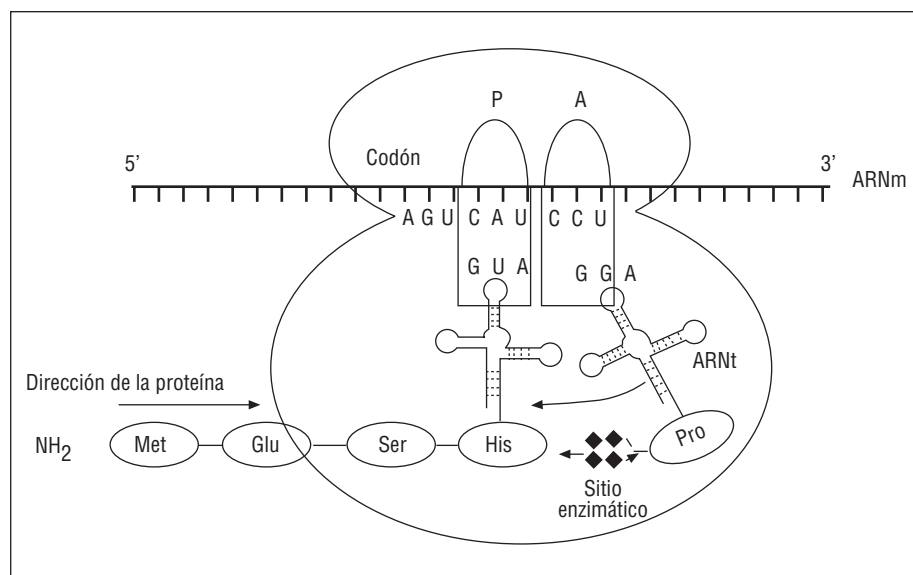 P A
Codón
5’ 3’
ARNm
A G U C A U C C U
G U A G G A
ARNt
Dirección de la proteína
NH2 Met Glu Ser His Pro
Sitio
enzimático